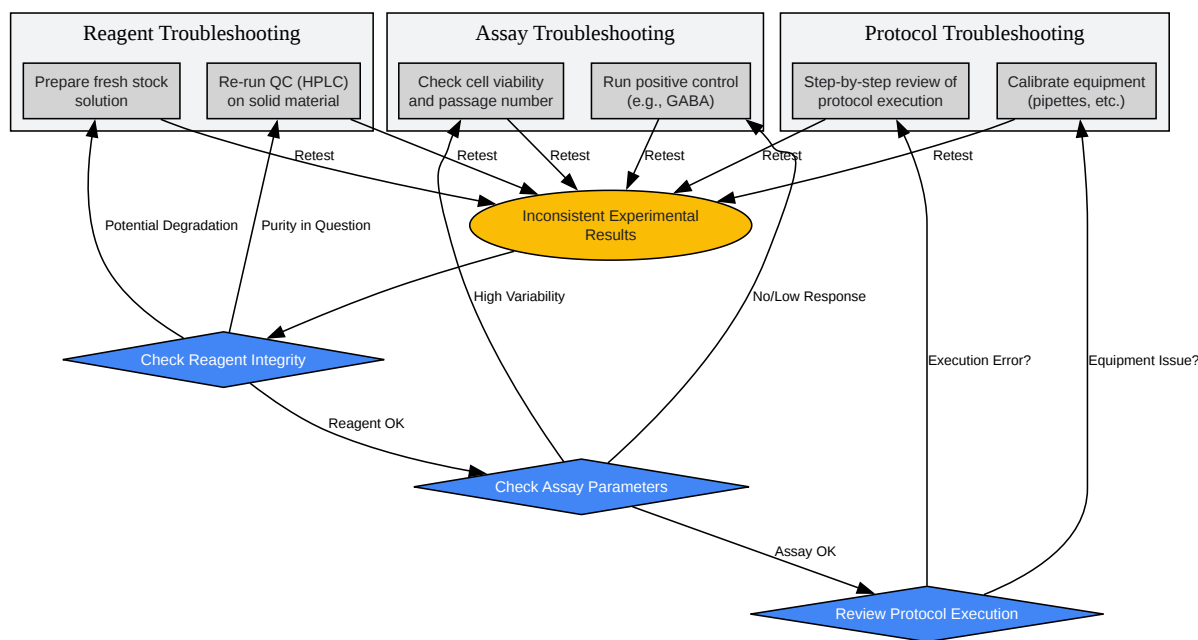 Reagent Troubleshooting
Assay Troubleshooting
Protocol Troubleshooting
Prepare fresh stock
solution
Re-run QC (HPLC)
on solid material
Check cell viability
and passage number
Run positive control
(e.g., GABA)
Step-by-step review of
protocol execution
Calibrate equipment
(pipettes, etc.)
Retest
Retest
Retest
Retest
Retest
Retest
Inconsistent Experimental
Results
Potential Degradation
Purity in Question
High Variability
No/Low Response
Check Reagent Integrity
Execution Error?
Equipment Issue?
Reagent OK
Check Assay Parameters
Assay OK
Review Protocol Execution